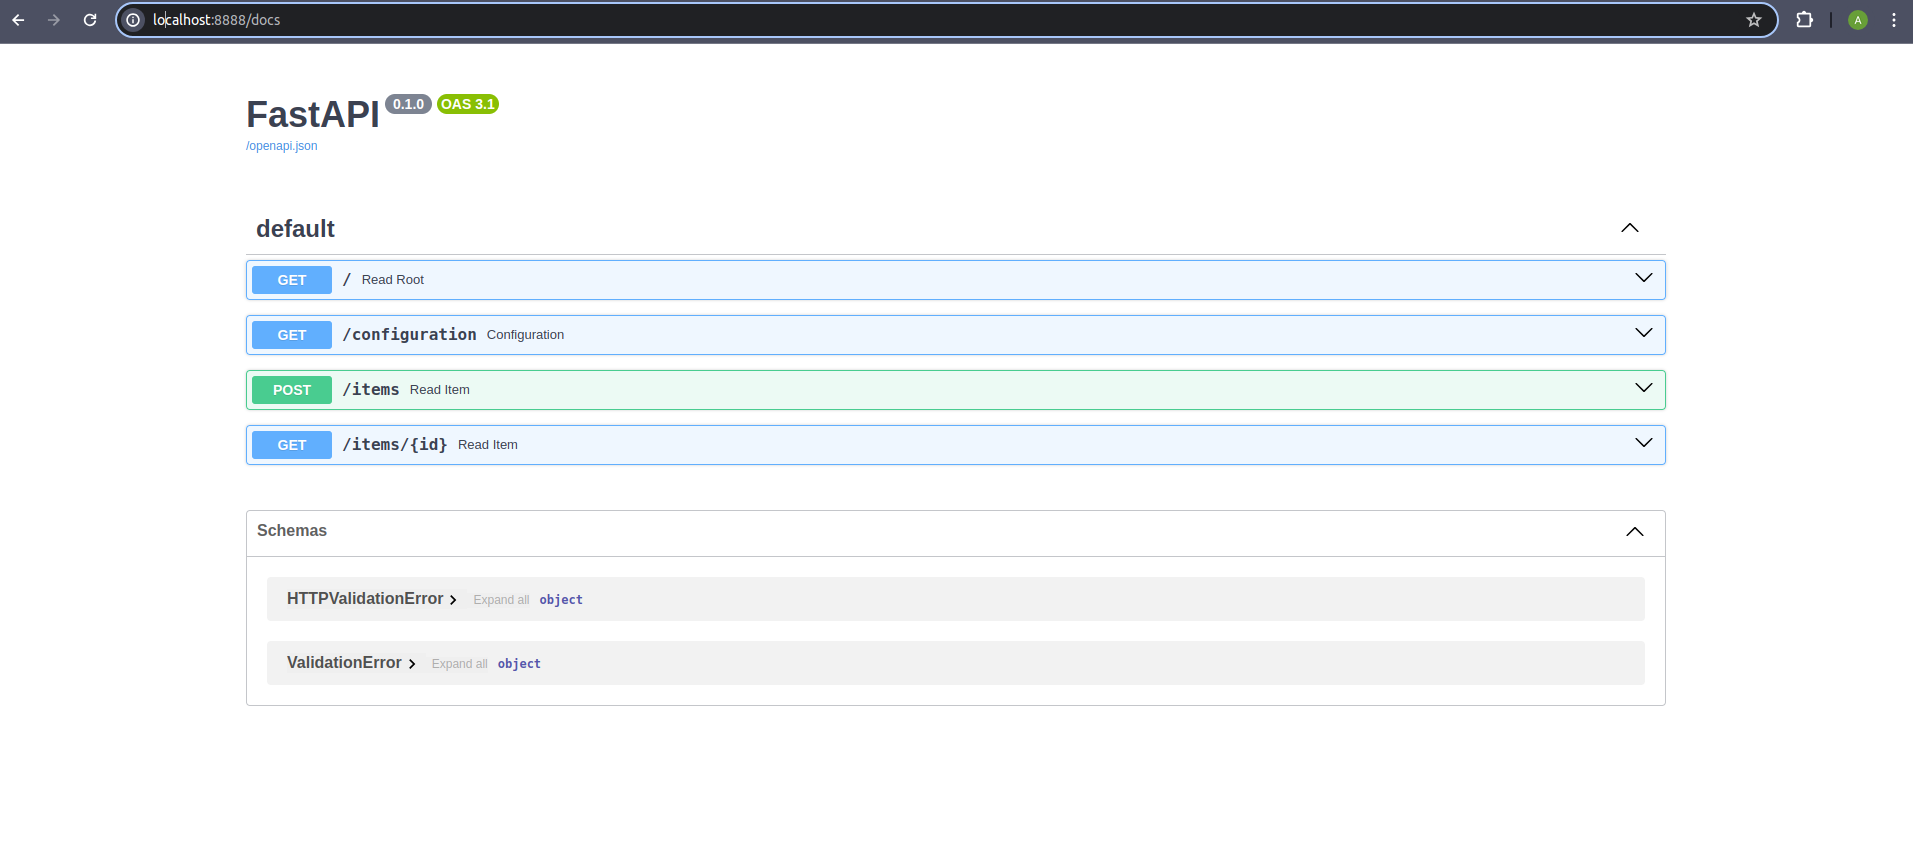 localhost:8888/docs
A
FastAPI 0.1.0 OAS 3.1
/openapi.json
default
GET / Read Root
GET /configuration Configuration
POST /items Read Item
GET /items/{id} Read Item
Schemas
HTTPValidationError Expand all object
ValidationError Expand all object